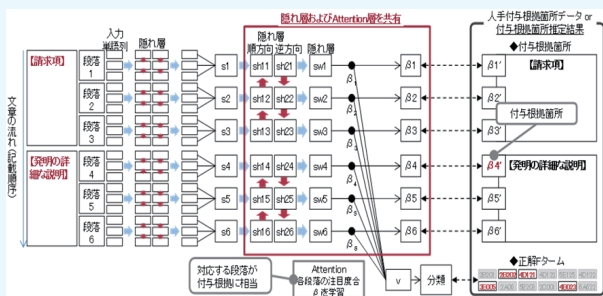 人手付与根拠箇所データ or
付与根拠箇所推定結果
隠れ層およびAttention層を共有
入力
単語列
隠れ層
隠れ層
順方向 逆方向
隠れ層
◆付与根拠箇所
【請求項】
段落
1
s1
sh11
sh21
sw1
β1
β1
β1'
【請求項】
段落
2
s2
sh12
sh22
sw2
β2
β2'
付与根拠箇所
段落
3
s3
sh13
sh23
sw3
β3
β3'
文章の流れ(記載順序)
【発明の詳細な説明】
段落
4
s4
sh14
sh24
sw4
β4
β4'
【発明の詳細な説明】
段落
5
s5
sh15
sh25
sw5
β5
β5'
段落
6
s6
sh16
sh26
sw6
β6
β6'
対応する段落が
付与根拠に相当
Attention
各段落の注目度合
βを学習
v
分類
◆正解Fターム